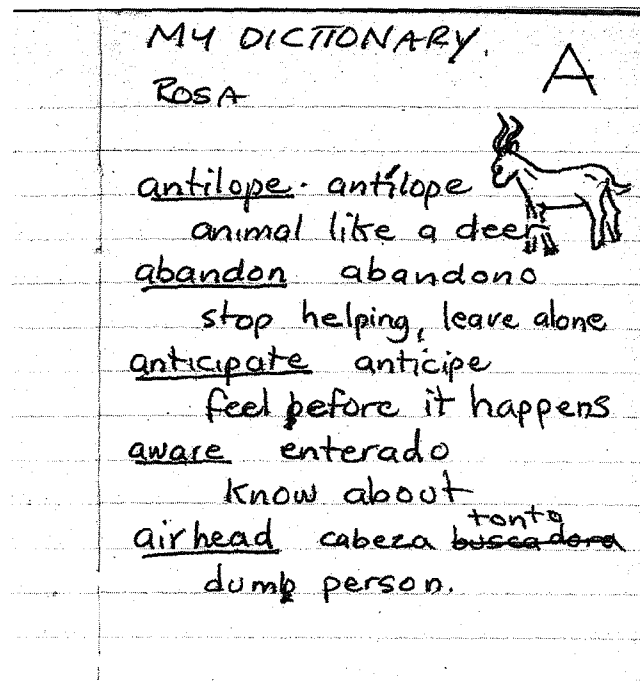 MY DICTIONARY.
A
ROSA
antilope. antílope
animal like a deer
abandon abandono
stop helping, leave alone
anticipate anticipe
feel before it happens
aware enterado
know about
tonto
airhead cabeza buscadora
dumb person.